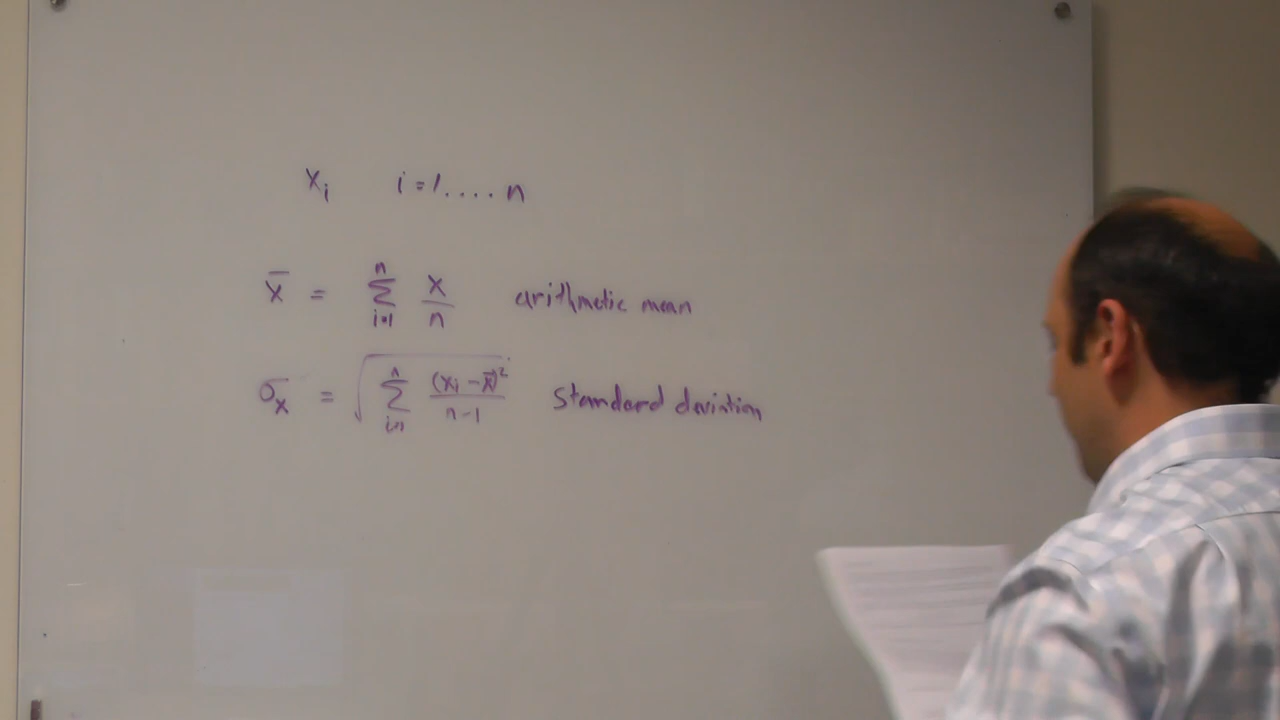 xᵢ i = 1 . . . . . n
x̄ = Σⁿᵢ₌₁ x/n arithmetic mean
σₓ = √(Σⁿᵢ₌₁ (xᵢ - x̄)²/(n-1)) standard deviation